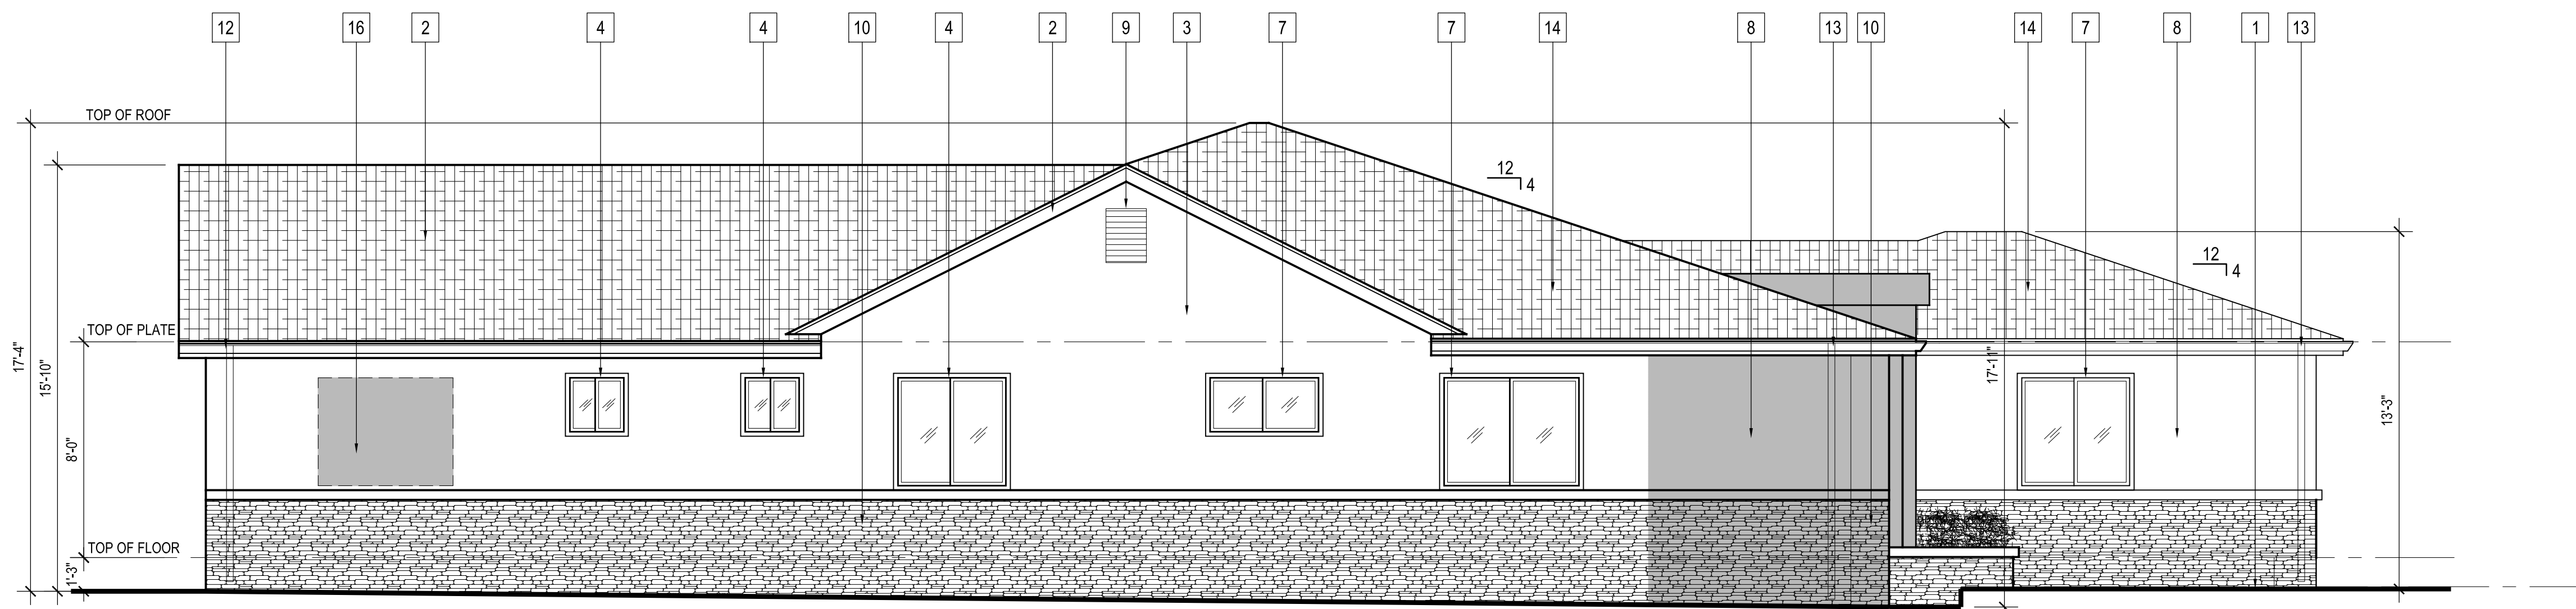 12 16 2 4 4 10 4 2 9 3 7 7 14 8 13 10 14 7 8 1 13
TOP OF ROOF
12
4
17'-4"
15'-10"
12
4
TOP OF PLATE
17'-11"
13'-3"
8'-0"
TOP OF FLOOR
1'-3"